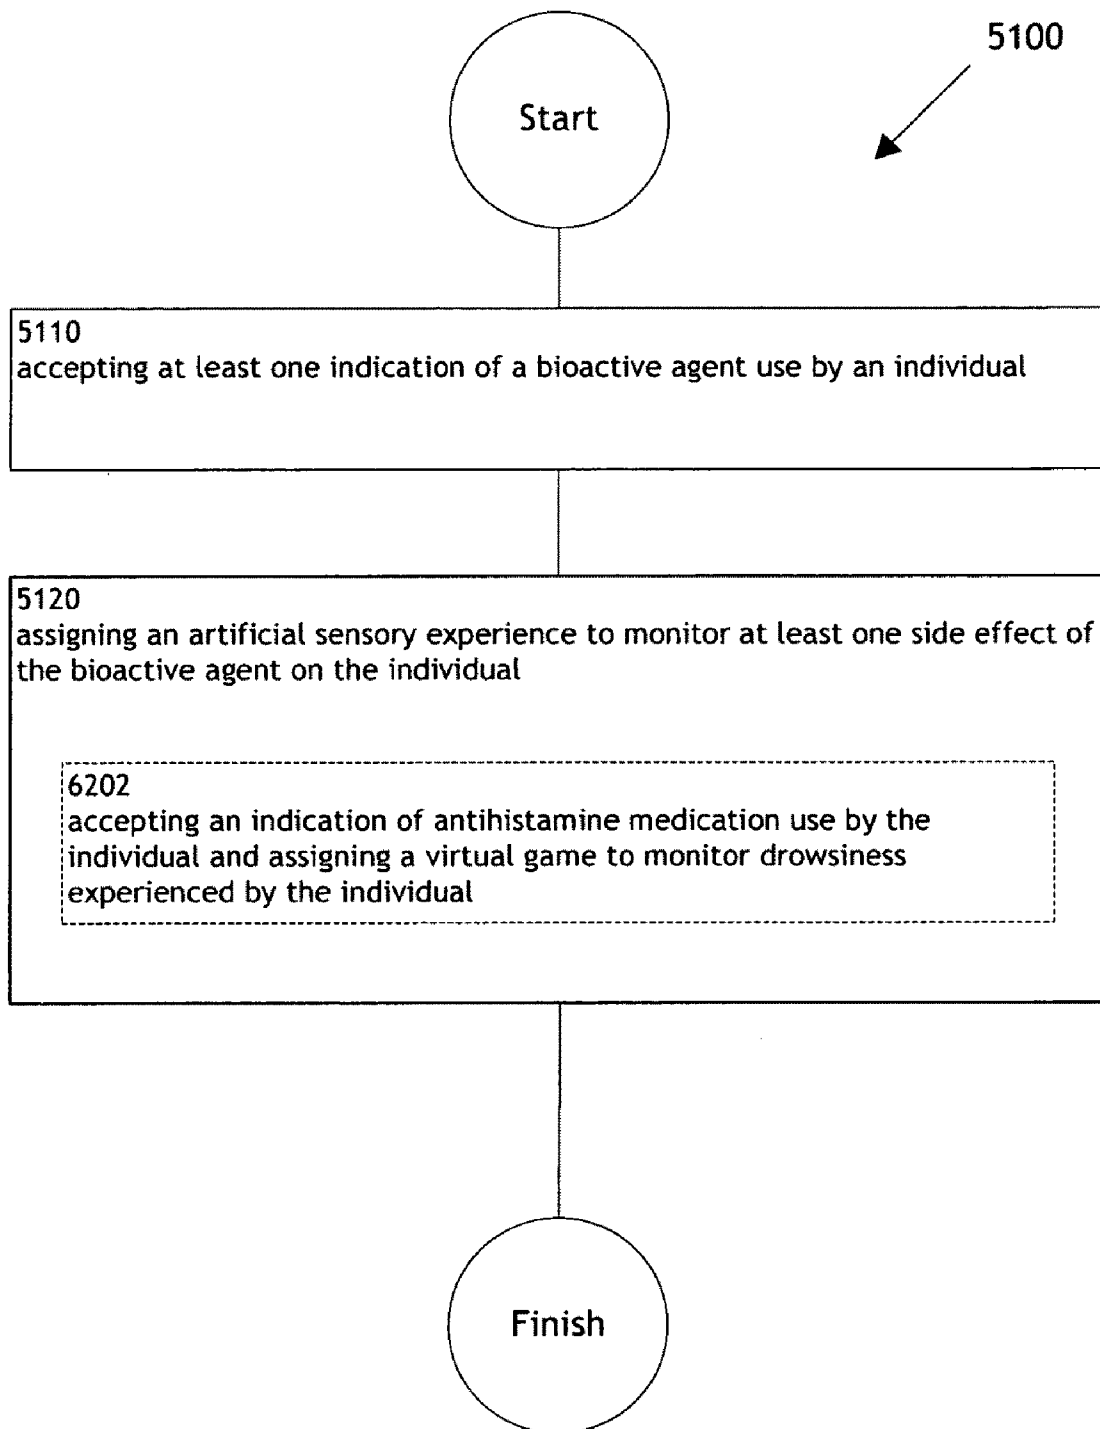 5100
Start
5110
accepting at least one indication of a bioactive agent use by an individual
5120
assigning an artificial sensory experience to monitor at least one side effect of
the bioactive agent on the individual
6202
accepting an indication of antihistamine medication use by the
individual and assigning a virtual game to monitor drowsiness
experienced by the individual
Finish